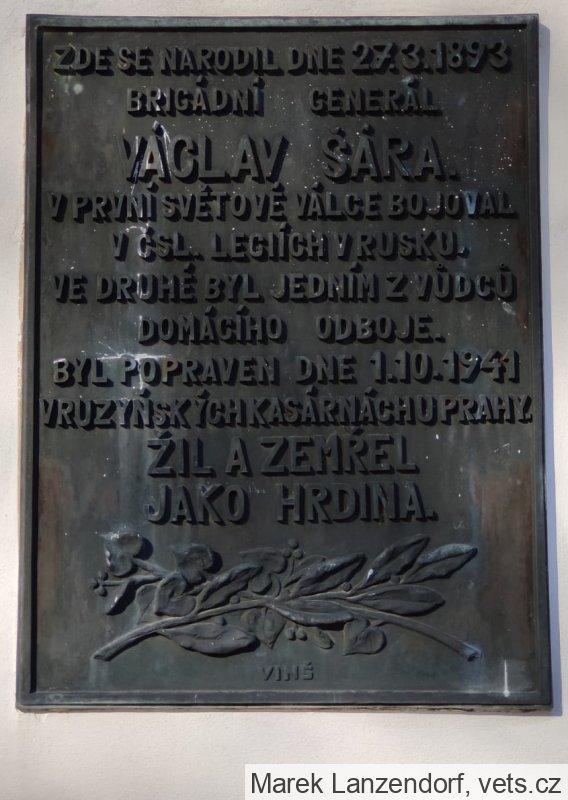 ZDE SE NARODIL DNE 27.3.1893
BRIGÁDNÍ GENERÁL
VÁCLAV ŠÁRA.
V PRVNÍ SVĚTOVÉ VÁLCE BOJOVAL
V ČSL. LEGIÍCH V RUSKU.
VE DRUHÉ BYL JEDNÍM Z VŮDCŮ
DOMÁCÍHO ODBOJE.
BYL POPRAVEN DNE 1.10.1941
V RUZYŇSKÝCH KASÁRNÁCH U PRAHY.
ŽIL A ZEMŘEL
JAKO HRDINA.
VINŠ
Marek Lanzendorf, vets.cz